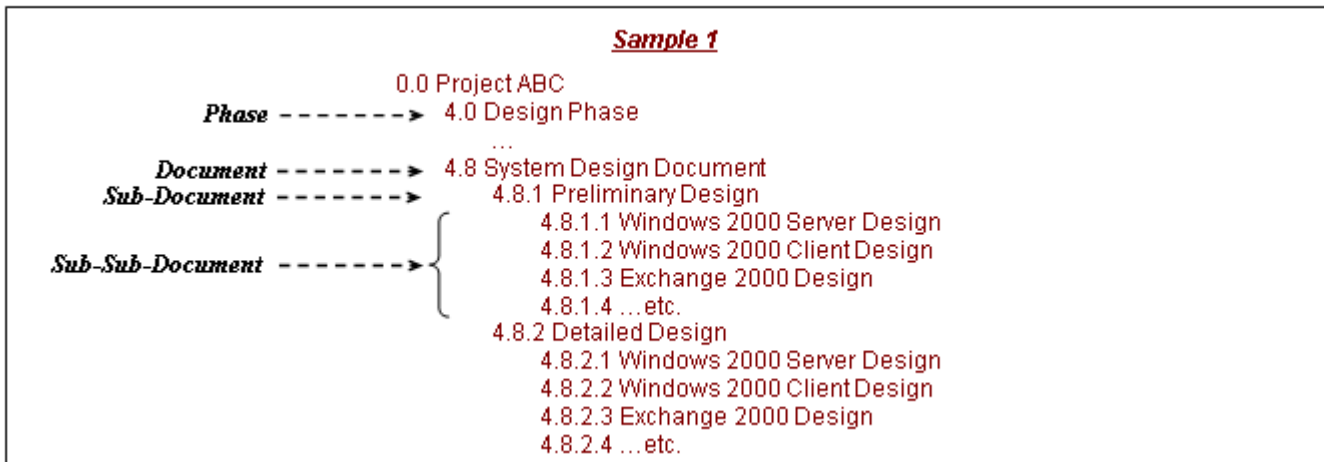 Sample 1
0.0 Project ABC
Phase 4.0 Design Phase
...
Document 4.8 System Design Document
Sub-Document 4.8.1 Preliminary Design
4.8.1.1 Windows 2000 Server Design
4.8.1.2 Windows 2000 Client Design
Sub-Sub-Document
4.8.1.3 Exchange 2000 Design
4.8.1.4 ...etc.
4.8.2 Detailed Design
4.8.2.1 Windows 2000 Server Design
4.8.2.2 Windows 2000 Client Design
4.8.2.3 Exchange 2000 Design
4.8.2.4 ...etc.